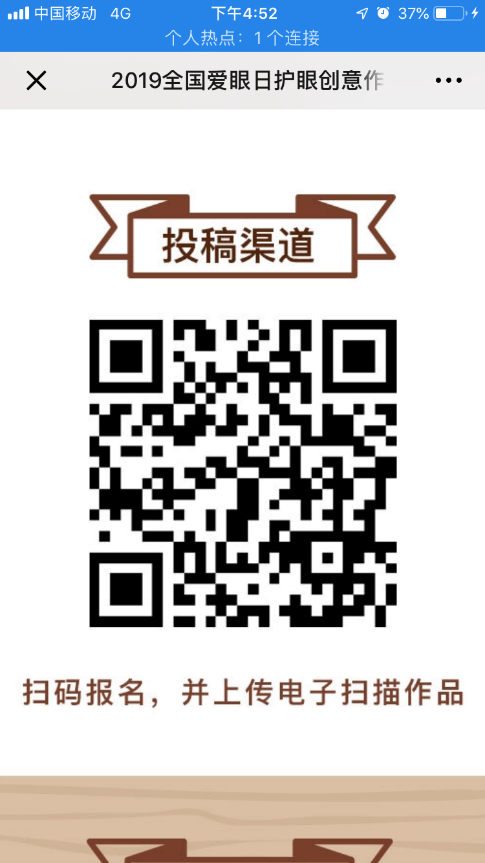 中国移动 4G 下午4:52 37%
个人热点：1个连接
2019全国爱眼日护眼创意作
投稿渠道
扫码报名，并上传电子扫描作品